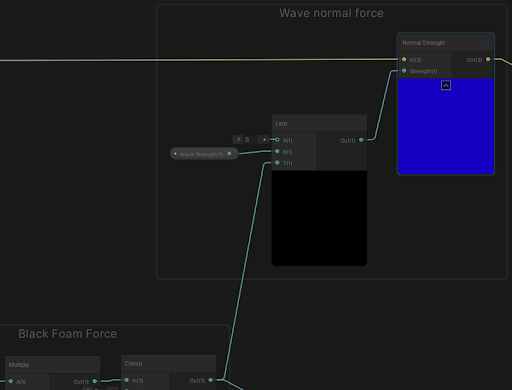 Wave normal force
Normal Strength
In(3) Out(3)
Strength(1)
Lerp
X 0 A(1) Out(1)
Wave Strength(1) B(1)
T(1)
Black Foam Force
Multiply Clamp
A(1) Out(1) In(1) Out(1)